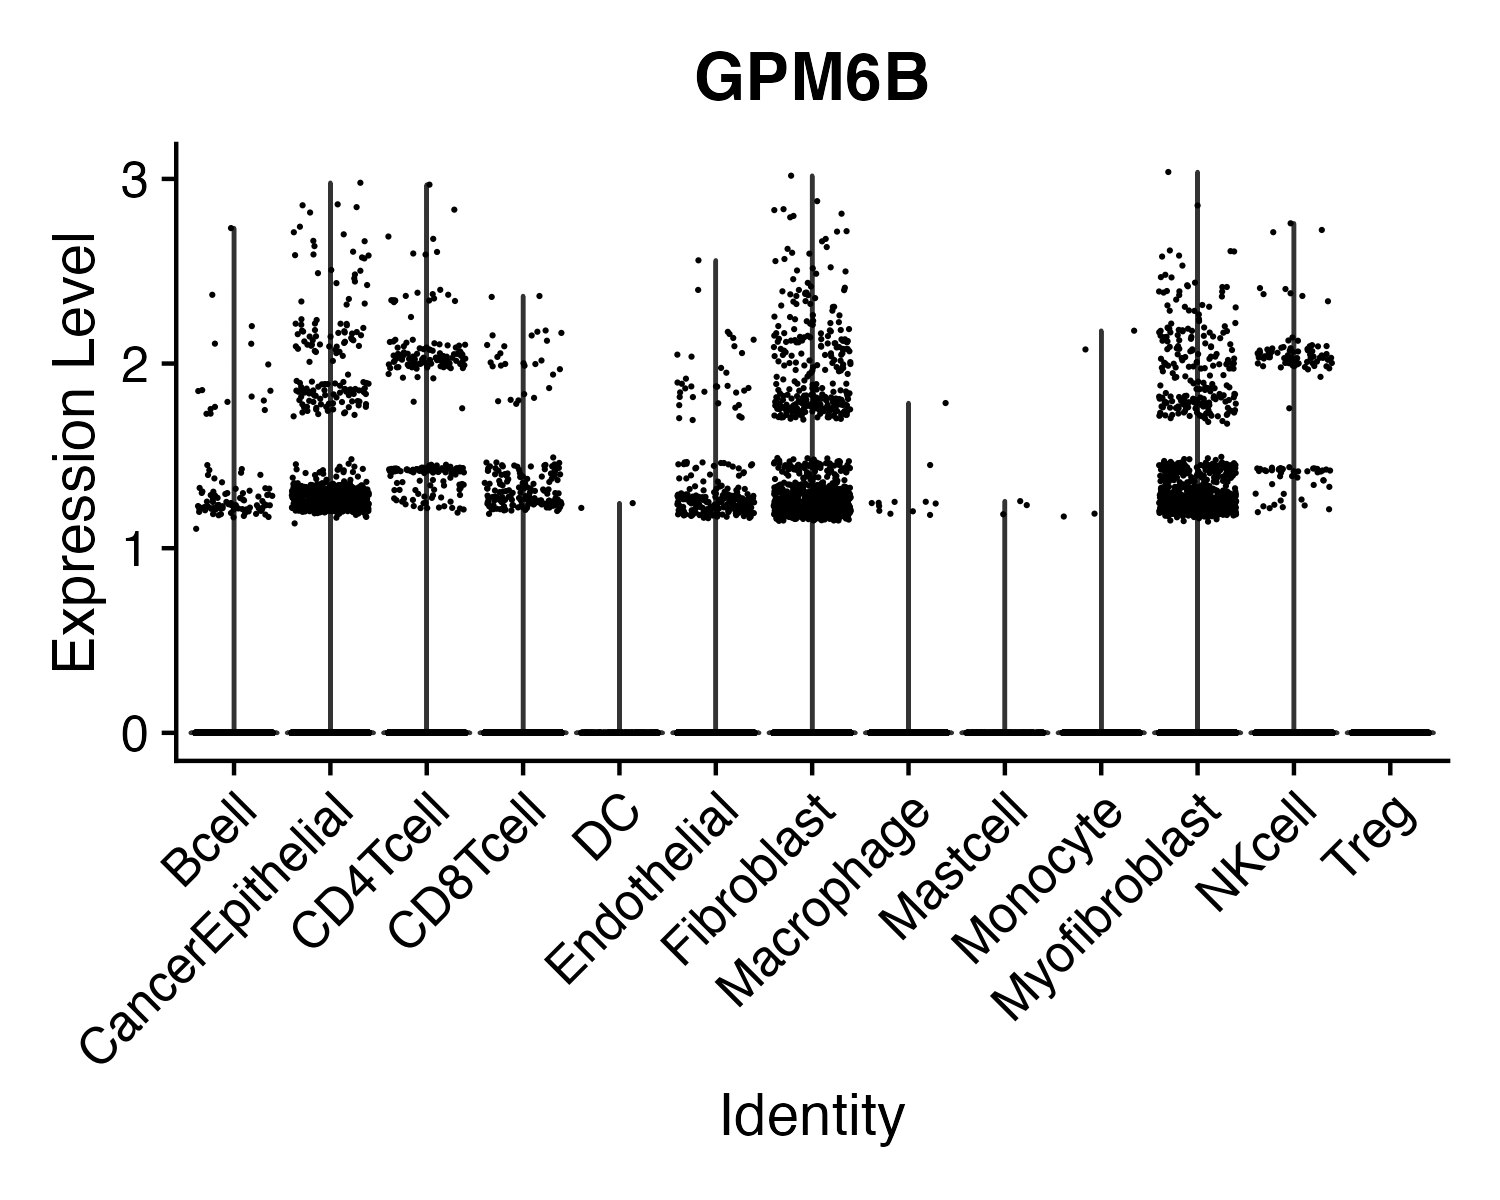 GPM6B
Expression Level
3
2
1
0
Bcell
CancerEpithelial
CD4Tcell
CD8Tcell
DC
Endothelial
Fibroblast
Macrophage
Mastcell
Monocyte
Myofibroblast
NKcell
Treg
Identity